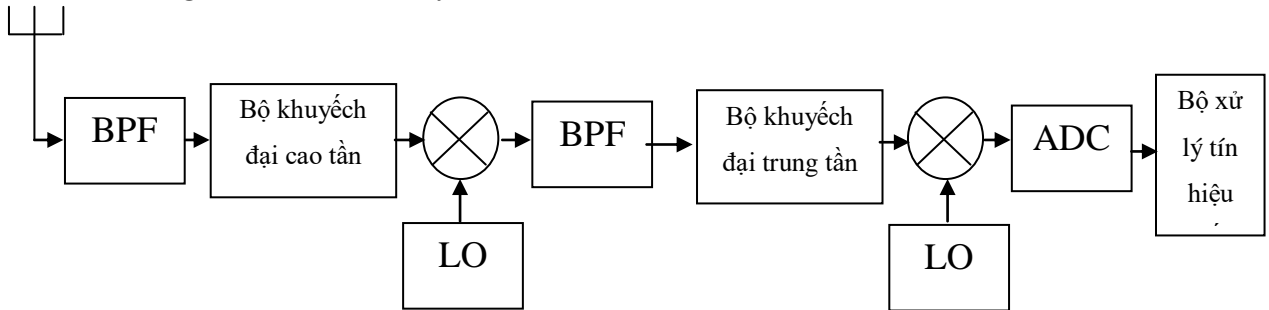 BPF
Bộ khuyếch
đại cao tần
BPF
Bộ khuyếch
đại trung tần
ADC
Bộ xử
lý tín
hiệu
LO
LO